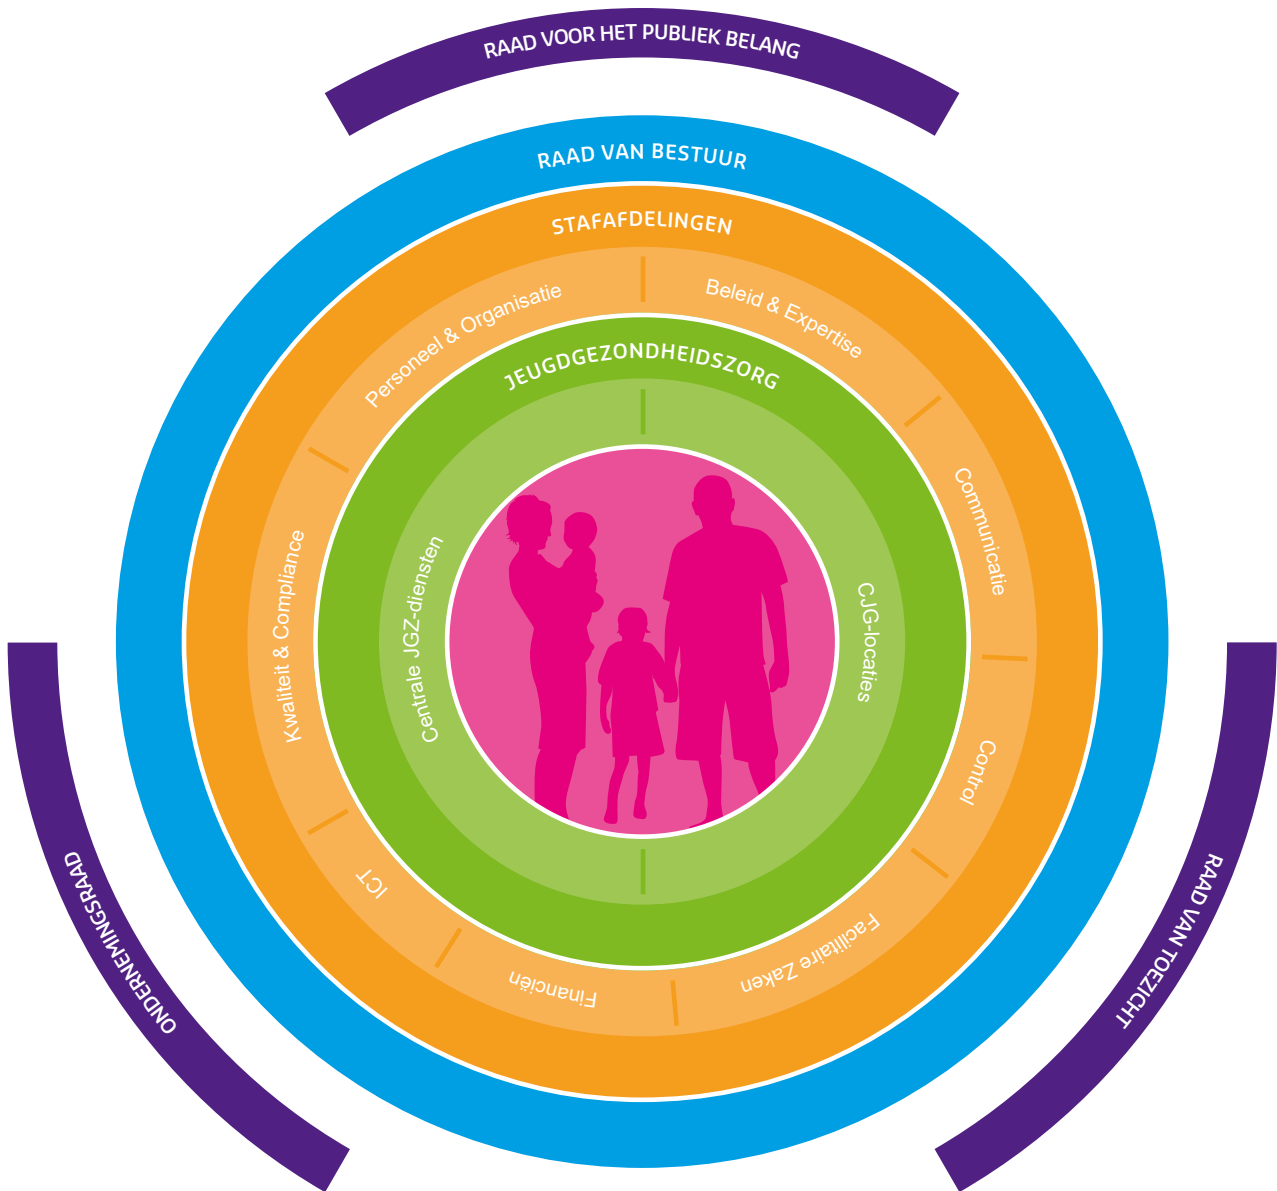 RAAD VOOR HET PUBLIEK BELANG
RAAD VAN BESTUUR
STAFAFDELINGEN
Personeel & Organisatie
Beleid & Expertise
Communicatie
Control
Facilitaire Zaken
Financiën
ICT
Kwaliteit & Compliance
JEUGDGEZONDHEIDSZORG
Centrale JGZ-diensten
CJG-locaties
ONDERNEMINGSRAAD
RAAD VAN TOEZICHT